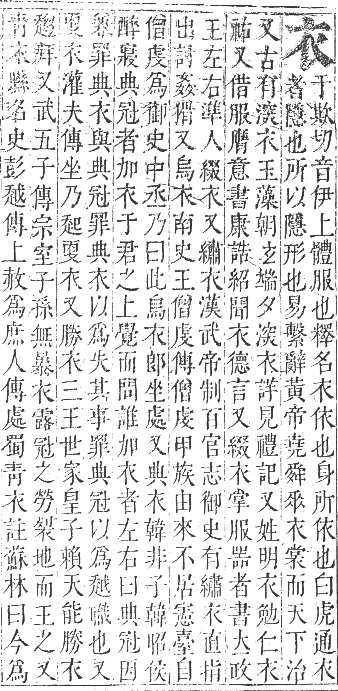 衣于欺切音伊上體服也釋名衣依也身所依也白虎通衣
者隱也所以隱形也易繫辭黃帝堯舜垂衣裳而天下治
又古有深衣玉藻朝玄端夕深衣詳見禮記又姓明衣勉仁衣
祐又借服膺意書康誥紹聞衣德言又綴衣掌服器者書大政
王左右準人綴衣又繡衣漢武帝制百官志御史有繡衣直指
出討姦猾又烏衣南史王僧虔傳僧虔甲族由來不居憲臺自
僧虔為御史中丞乃曰此烏衣郎坐處又典衣韓非子韓昭侯
醉寢典冠者加衣于君之上覺而問誰加衣者左右曰典冠因
兼罪典衣與典冠罪典衣以為失其事罪典冠以為越職也又
更衣灌夫傳坐乃起更衣又勝衣三王世家皇子賴天能勝衣
趨拜又武五子傳宗室子孫無暴衣露冠之勞裂地而王之又
青衣縣名史彭越傳上赦為庶人傳處蜀青衣註蘇林曰今為